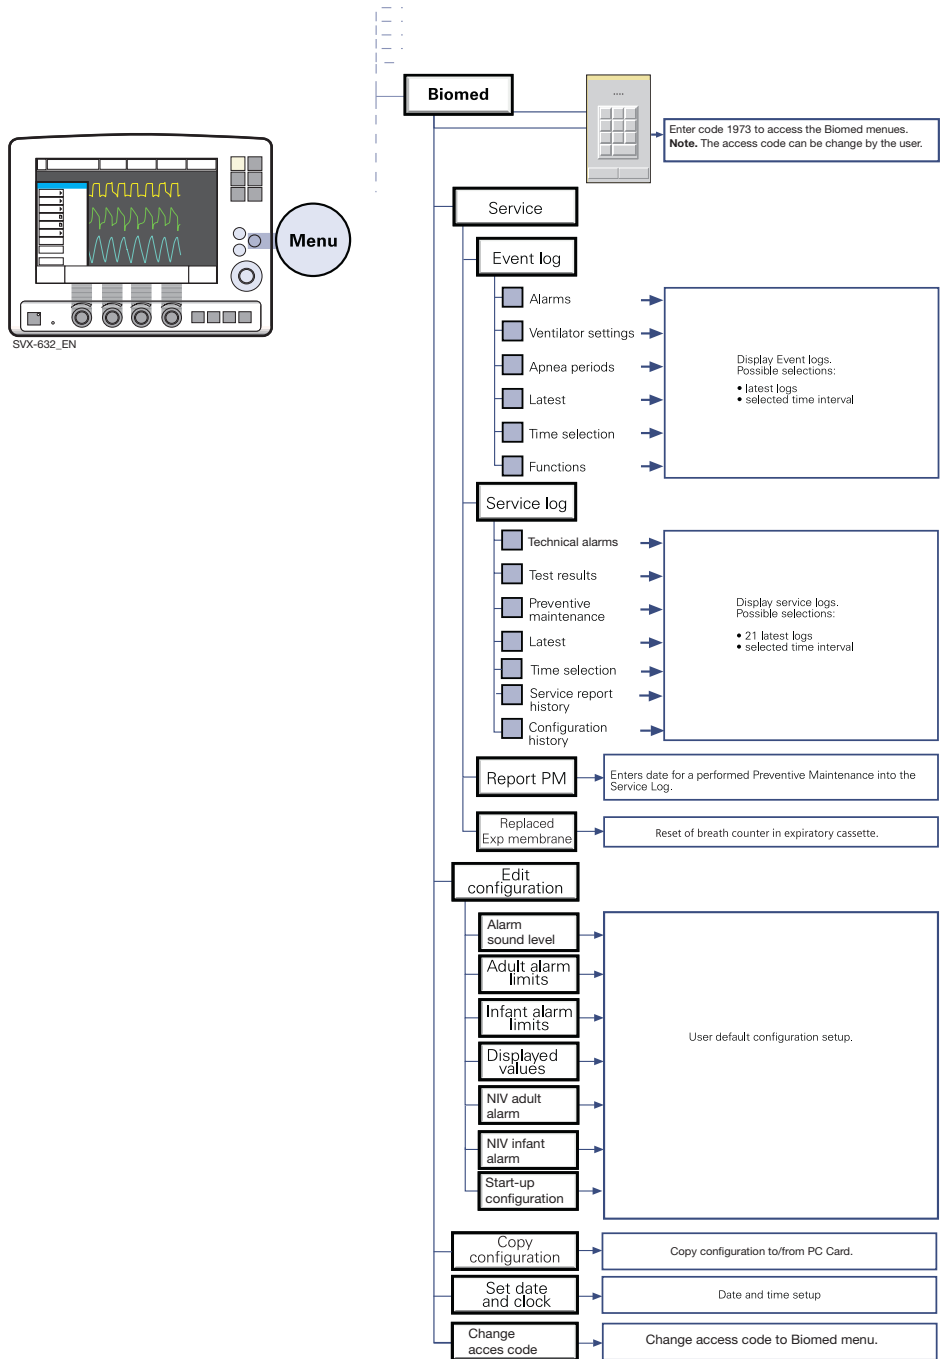 Biomed
....
Enter code 1973 to access the Biomed menues.
Note. The access code can be change by the user.
Menu
SVX-632_EN
Service
Event log
Alarms
Ventilator settings
Apnea periods
Latest
Time selection
Functions
Display Event logs.
Possible selections:
• latest logs
• selected time interval
Service log
Technical alarms
Test results
Preventive
maintenance
Latest
Time selection
Service report
history
Configuration
history
Display service logs.
Possible selections:
• 21 latest logs
• selected time interval
Report PM
Enters date for a performed Preventive Maintenance into the
Service Log.
Replaced
Exp membrane
Reset of breath counter in expiratory cassette.
Edit
configuration
Alarm
sound level
Adult alarm
limits
Infant alarm
limits
Displayed
values
NIV adult
alarm
NIV infant
alarm
Start-up
configuration
User default configuration setup.
Copy
configuration
Copy configuration to/from PC Card.
Set date
and clock
Date and time setup
Change
acces code
Change access code to Biomed menu.